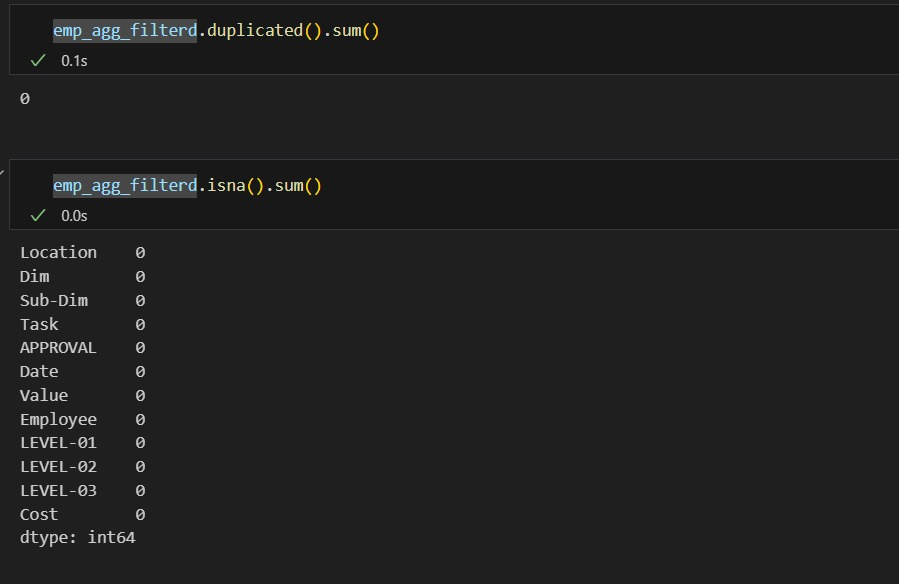 emp_agg_filterd.duplicated().sum()
0.1s
0
emp_agg_filterd.isna().sum()
0.0s
Location 0
Dim 0
Sub-Dim 0
Task 0
APPROVAL 0
Date 0
Value 0
Employee 0
LEVEL-01 0
LEVEL-02 0
LEVEL-03 0
Cost 0
dtype: int64